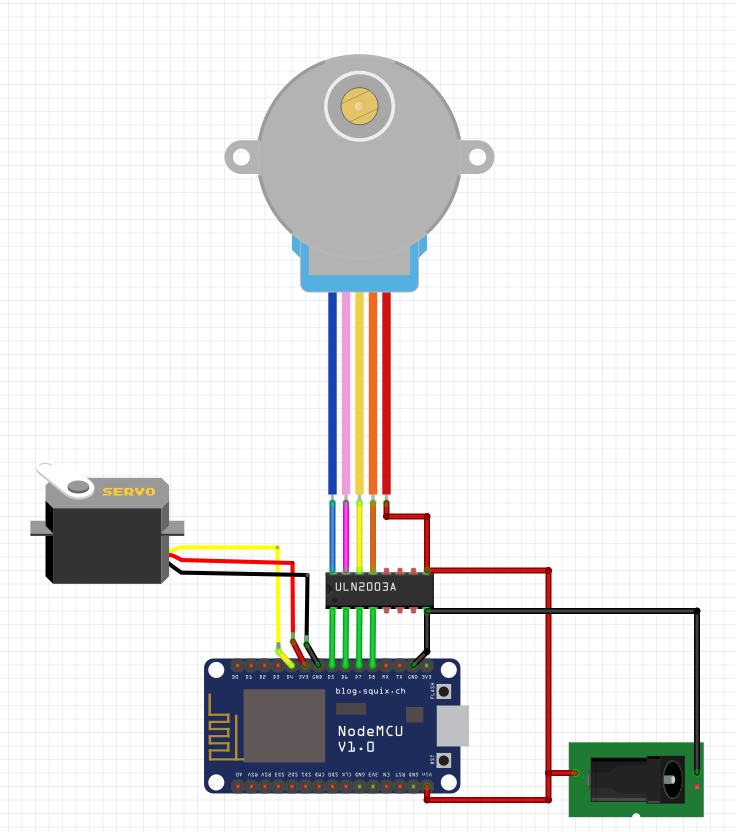 SERVO
ULN2003A
D0 D1 D2 D3 D4 3V3 GND D5 D6 D7 D8 RX TX GND 3V3
blog.squix.ch
FLASH
NodeMCU
V1.0
RST
A0 RSV RSV SD3 SD2 SD1 CMD SD0 CLK GND 3V3 EN RST GND Vin